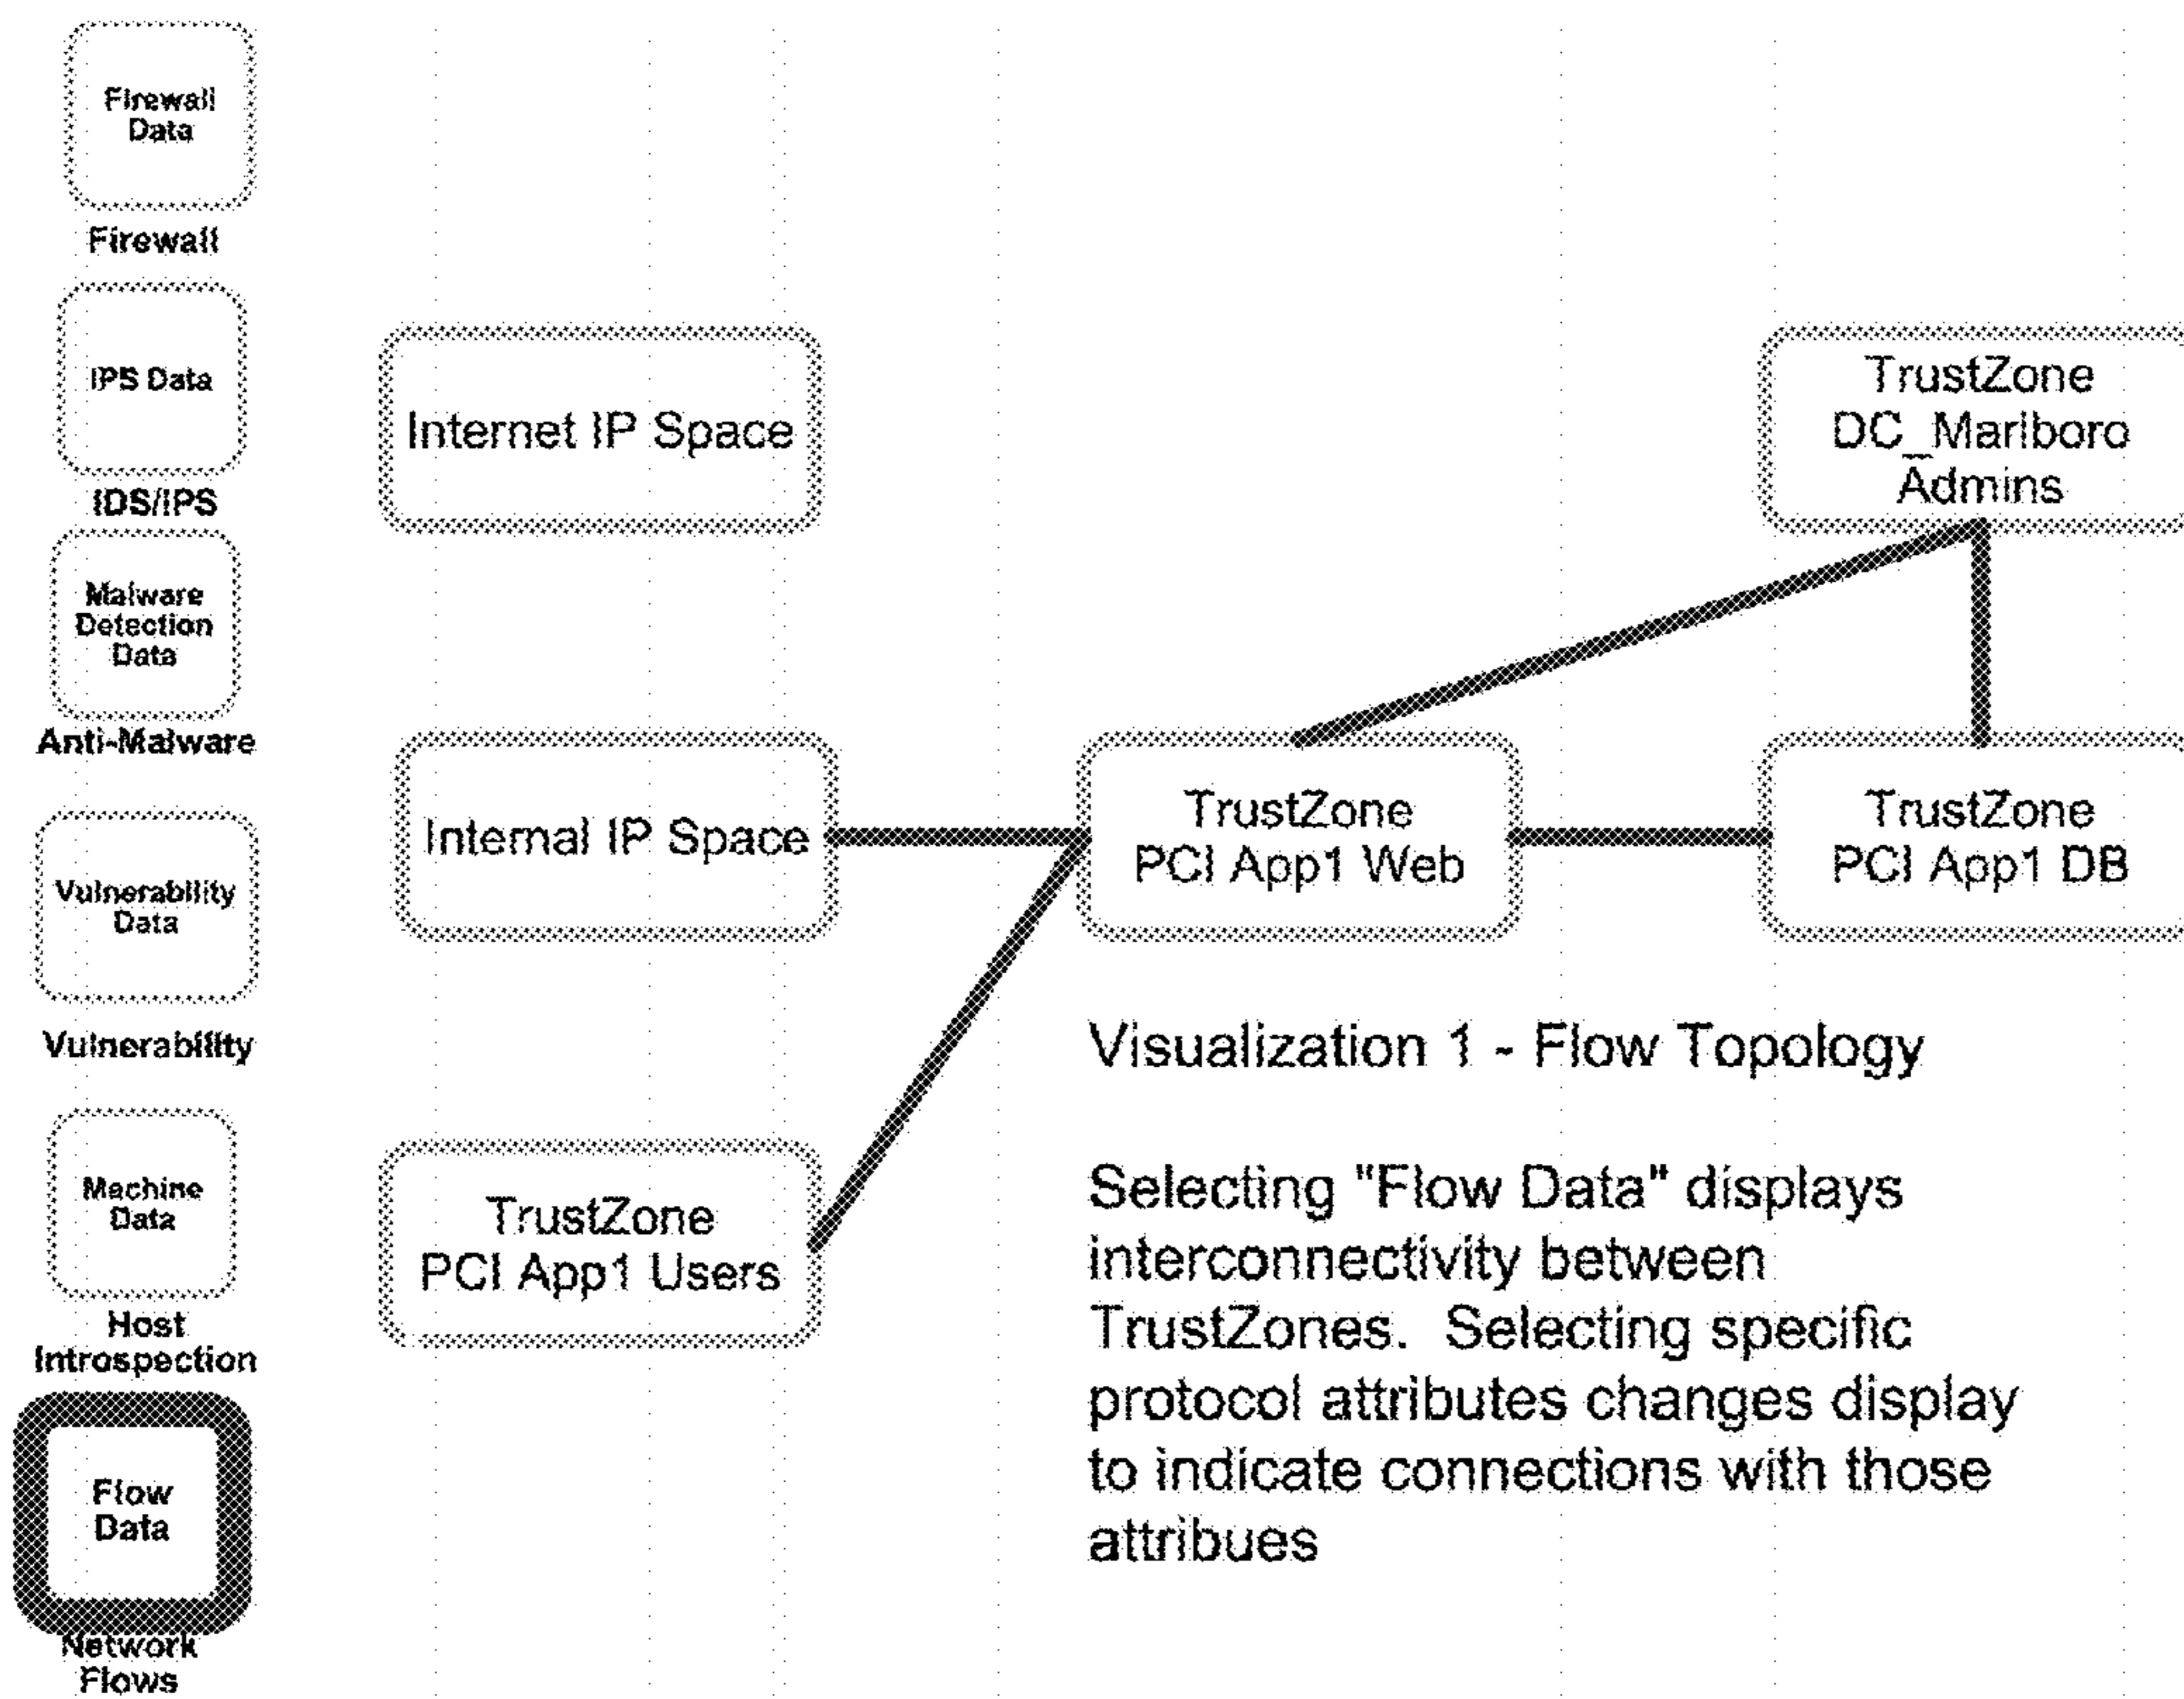 Firewall
Data
Firewall
IPS Data
IDS/IPS
Malware
Detection
Data
Anti-Malware
Vulnerability
Data
Vulnerability
Machine
Data
Host
Introspection
Flow
Data
Network
Flows
Internet IP Space
Internal IP Space
TrustZone
PCI App1 Users
TrustZone
DC_Marlboro
Admins
TrustZone
PCI App1 Web
TrustZone
PCI App1 DB
Visualization 1 - Flow Topology
Selecting "Flow Data" displays
interconnectivity between
TrustZones. Selecting specific
protocol attributes changes display
to indicate connections with those
attribues